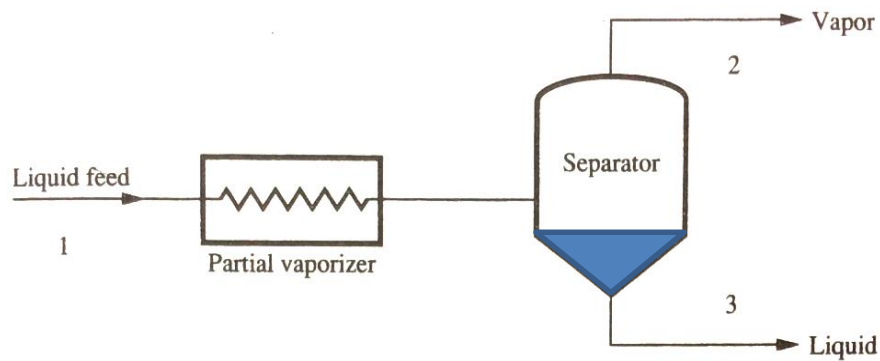 Vapor
2
Separator
Liquid feed
1
Partial vaporizer
3
Liquid